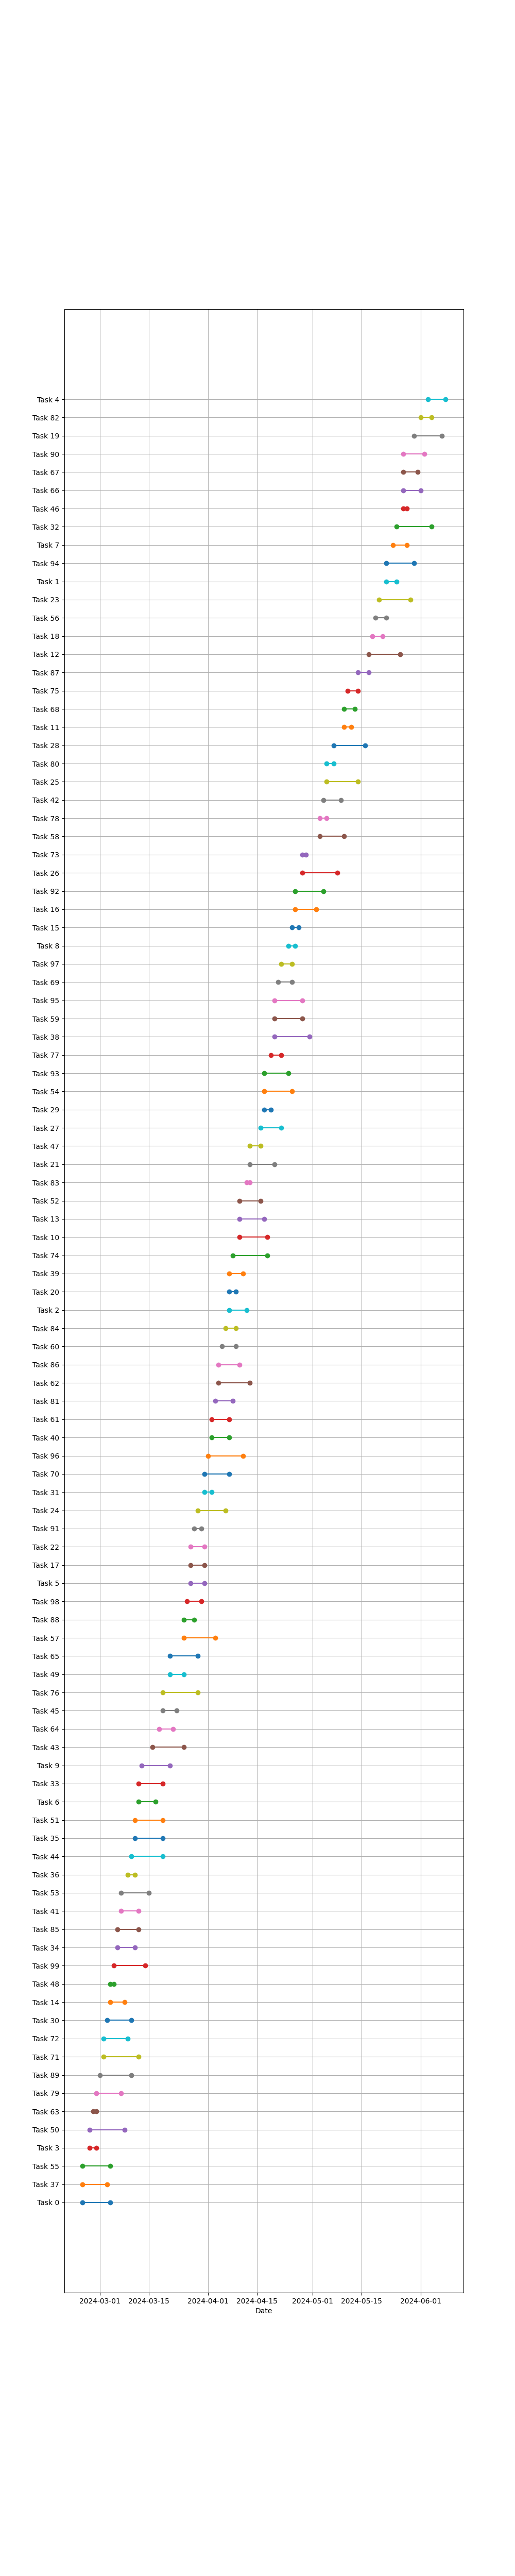 Task 4
Task 82
Task 19
Task 90
Task 67
Task 66
Task 46
Task 32
Task 7
Task 94
Task 1
Task 23
Task 56
Task 18
Task 12
Task 87
Task 75
Task 68
Task 11
Task 28
Task 80
Task 25
Task 42
Task 78
Task 58
Task 73
Task 26
Task 92
Task 16
Task 15
Task 8
Task 97
Task 69
Task 95
Task 59
Task 38
Task 77
Task 93
Task 54
Task 29
Task 27
Task 47
Task 21
Task 83
Task 52
Task 13
Task 10
Task 74
Task 39
Task 20
Task 2
Task 84
Task 60
Task 86
Task 62
Task 81
Task 61
Task 40
Task 96
Task 70
Task 31
Task 24
Task 91
Task 22
Task 17
Task 5
Task 98
Task 88
Task 57
Task 65
Task 49
Task 76
Task 45
Task 64
Task 43
Task 9
Task 33
Task 6
Task 51
Task 35
Task 44
Task 36
Task 53
Task 41
Task 85
Task 34
Task 99
Task 48
Task 14
Task 30
Task 72
Task 71
Task 89
Task 79
Task 63
Task 50
Task 3
Task 55
Task 37
Task 0
2024-03-01 2024-03-15 2024-04-01 2024-04-15 2024-05-01 2024-05-15 2024-06-01
Date